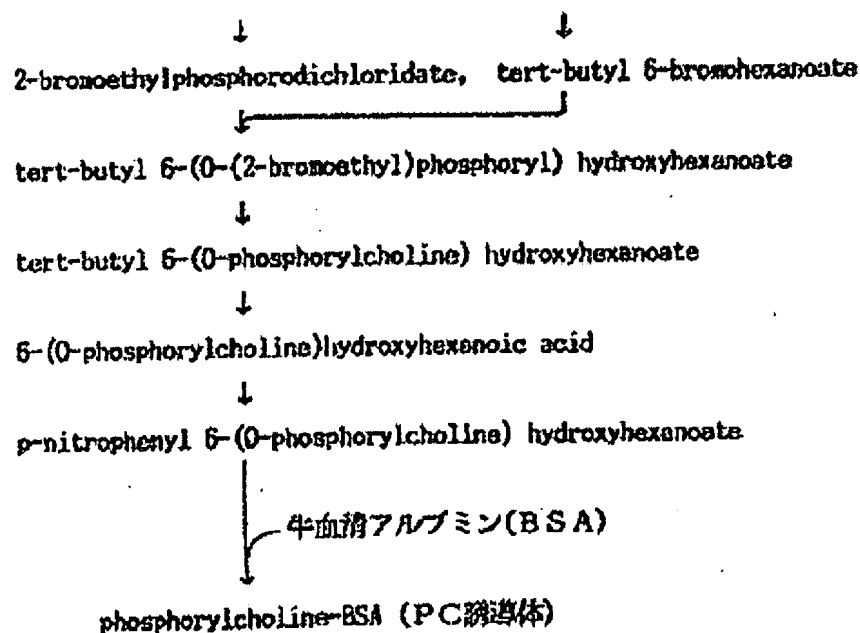 2-bromoethylphosphorodichloridate, tert-butyl 6-bromohexanoate
tert-butyl 6-(O-(2-bromoethyl)phosphoryl) hydroxyhexanoate
tert-butyl 6-(O-phosphorylcholine) hydroxyhexanoate
6-(O-phosphorylcholine)hydroxyhexanoic acid
p-nitrophenyl 6-(O-phosphorylcholine) hydroxyhexanoate
牛血清アルブミン(BSA)
phosphorylcholine-BSA (PC誘導体)